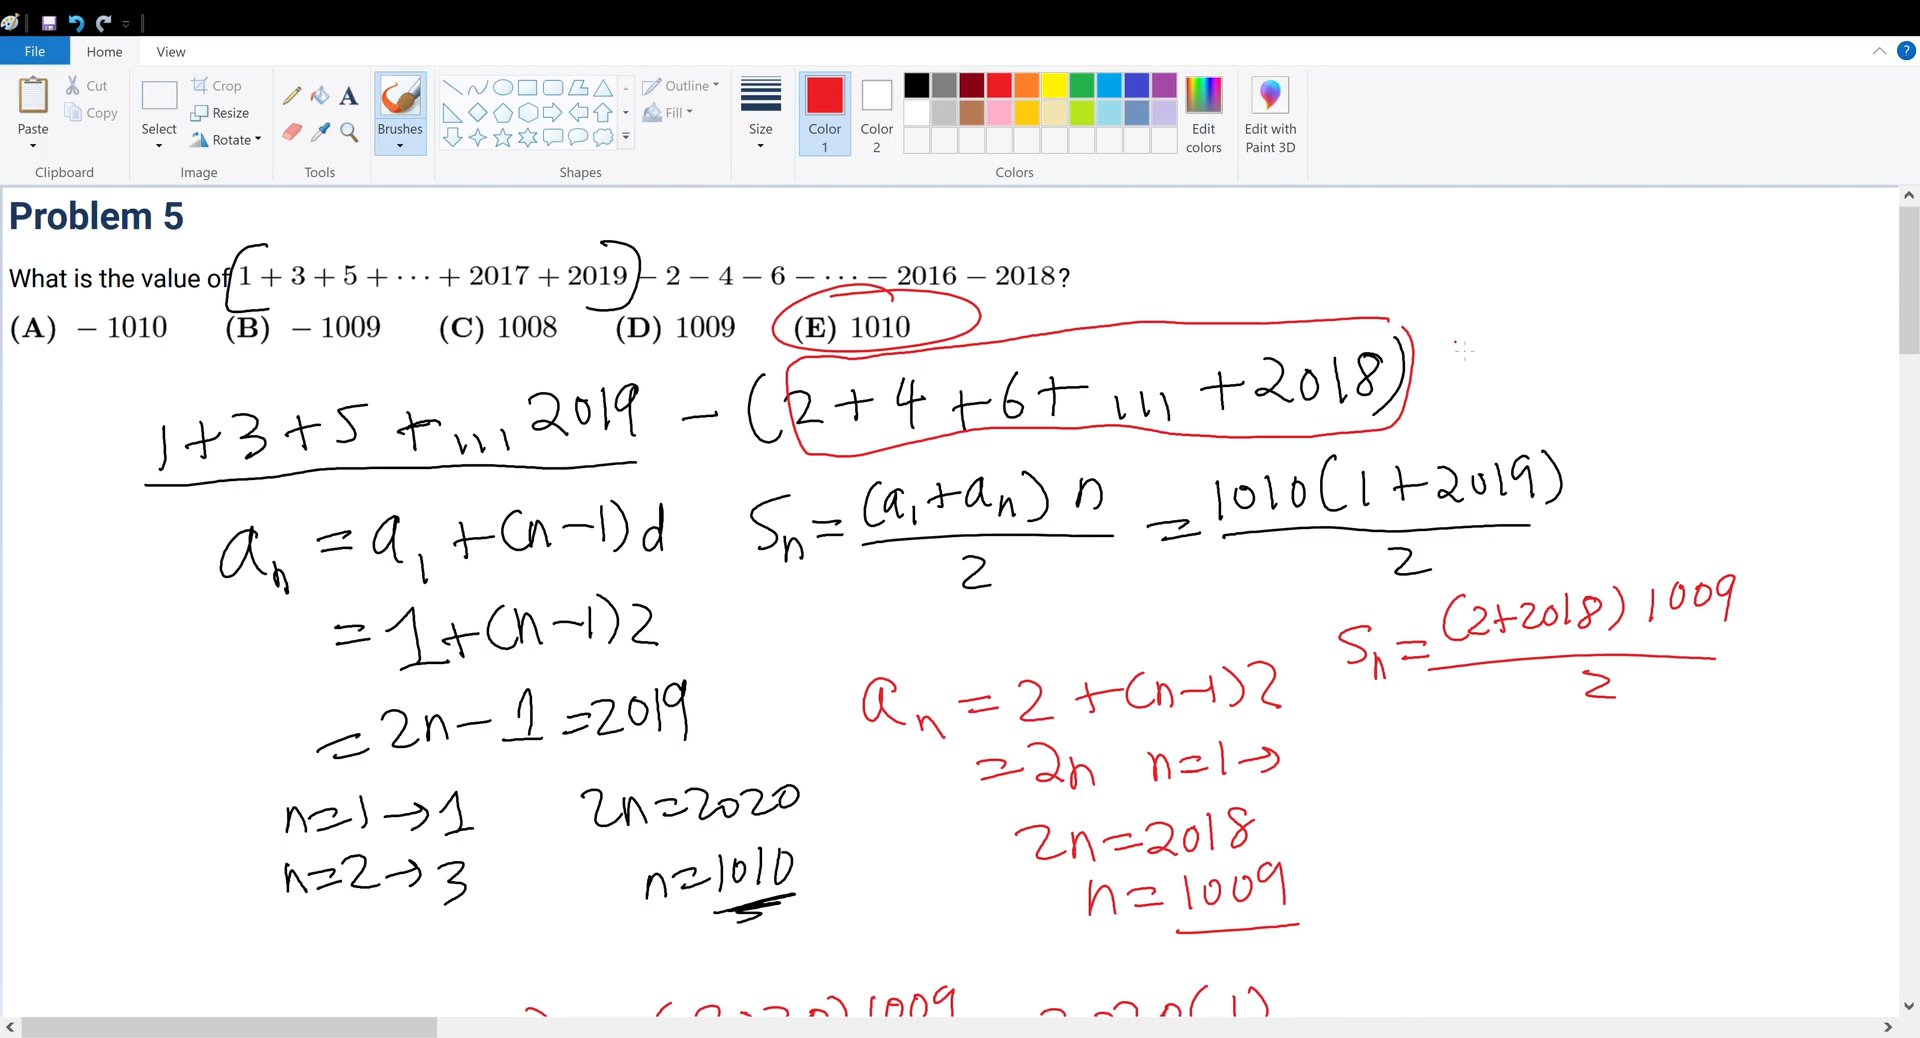 File Home View
Paste
Cut
Copy
Clipboard
Select
Crop
Resize
Rotate
Image
A
Tools
Brushes
Outline
Fill
Shapes
Size
Color 1
Color 2
Edit colors
Edit with Paint 3D
Colors
Problem 5
What is the value of 1 + 3 + 5 + ··· + 2017 + 2019 − 2 − 4 − 6 − ··· − 2016 − 2018?
(A) − 1010 (B) − 1009 (C) 1008 (D) 1009 (E) 1010
1+3+5+... 2019 − (2+4+6+ ... +2018)
aₙ = a₁ + (n−1)d
Sₙ = (a₁+aₙ) n / 2 = 1010(1+2019) / 2
= 1+(n−1)2
Sₙ = (2+2018) 1009 / 2
= 2n−1 = 2019
aₙ = 2 +(n−1)2
= 2n n=1→
n=1→1 2n=2020
2n=2018
n=2→3 n=1010
n=1009